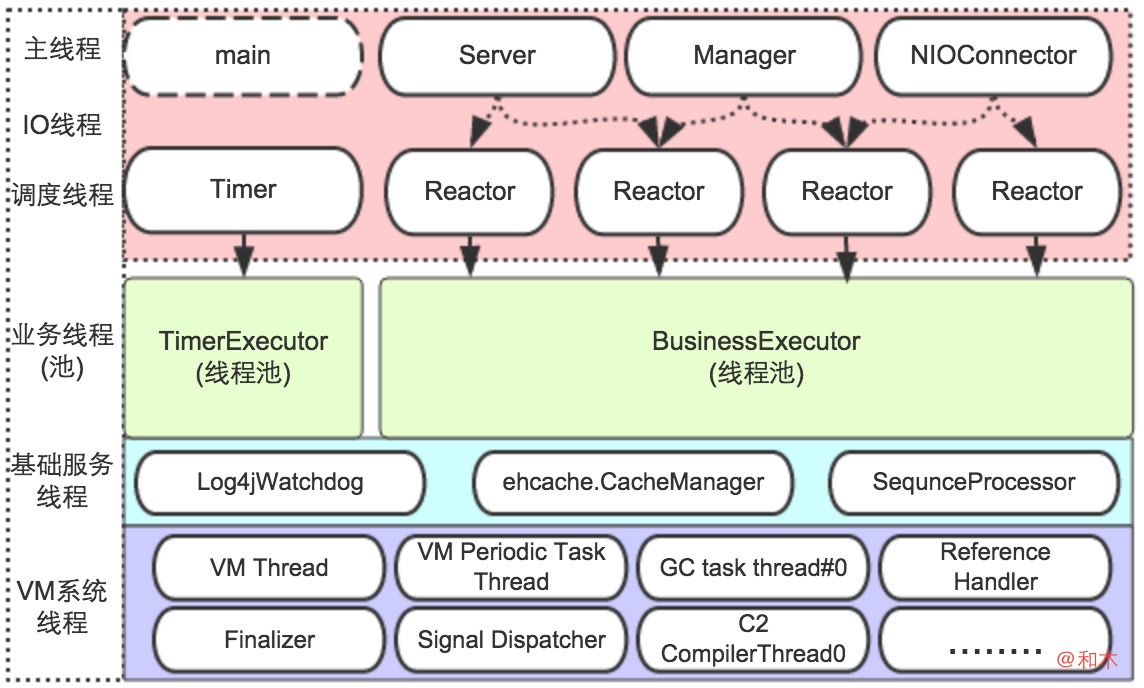 主线程
main
Server
Manager
NIOConnector
IO线程
调度线程
Timer
Reactor
Reactor
Reactor
Reactor
业务线程
(池)
TimerExecutor
(线程池)
BusinessExecutor
(线程池)
基础服务
线程
Log4jWatchdog
ehcache.CacheManager
SequnceProcessor
VM系统
线程
VM Thread
VM Periodic Task
Thread
GC task thread#0
Reference
Handler
Finalizer
Signal Dispatcher
C2
CompilerThread0
........
@和木